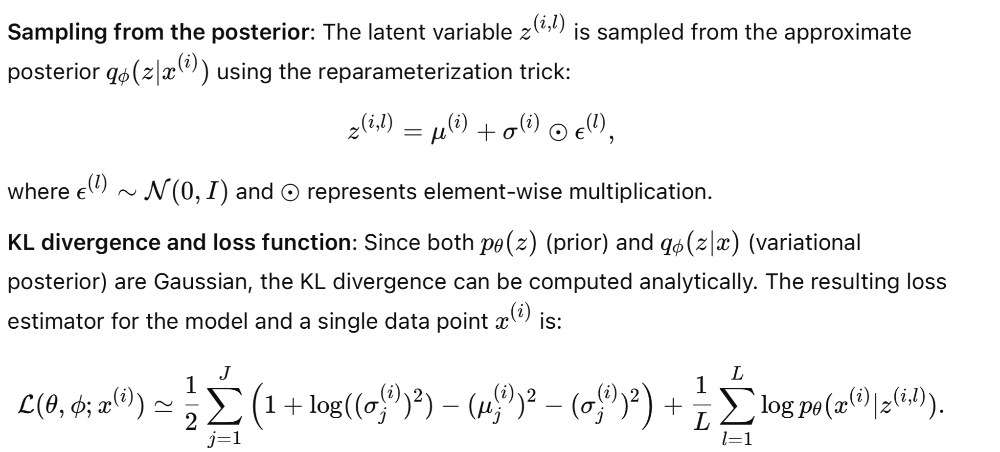 Sampling from the posterior: The latent variable $z^{(i,l)}$ is sampled from the approximate
posterior $q_\phi(z|x^{(i)})$ using the reparameterization trick:
$z^{(i,l)} = \mu^{(i)} + \sigma^{(i)} \odot \epsilon^{(l)},$
where $\epsilon^{(l)} \sim \mathcal{N}(0, I)$ and $\odot$ represents element-wise multiplication.
KL divergence and loss function: Since both $p_\theta(z)$ (prior) and $q_\phi(z|x)$ (variational
posterior) are Gaussian, the KL divergence can be computed analytically. The resulting loss
estimator for the model and a single data point $x^{(i)}$ is:
$\mathcal{L}(\theta, \phi; x^{(i)}) \simeq \frac{1}{2} \sum_{j=1}^{J} \left(1 + \log((\sigma_j^{(i)})^2) - (\mu_j^{(i)})^2 - (\sigma_j^{(i)})^2\right) + \frac{1}{L} \sum_{l=1}^{L} \log p_\theta(x^{(i)}|z^{(i,l)}).$